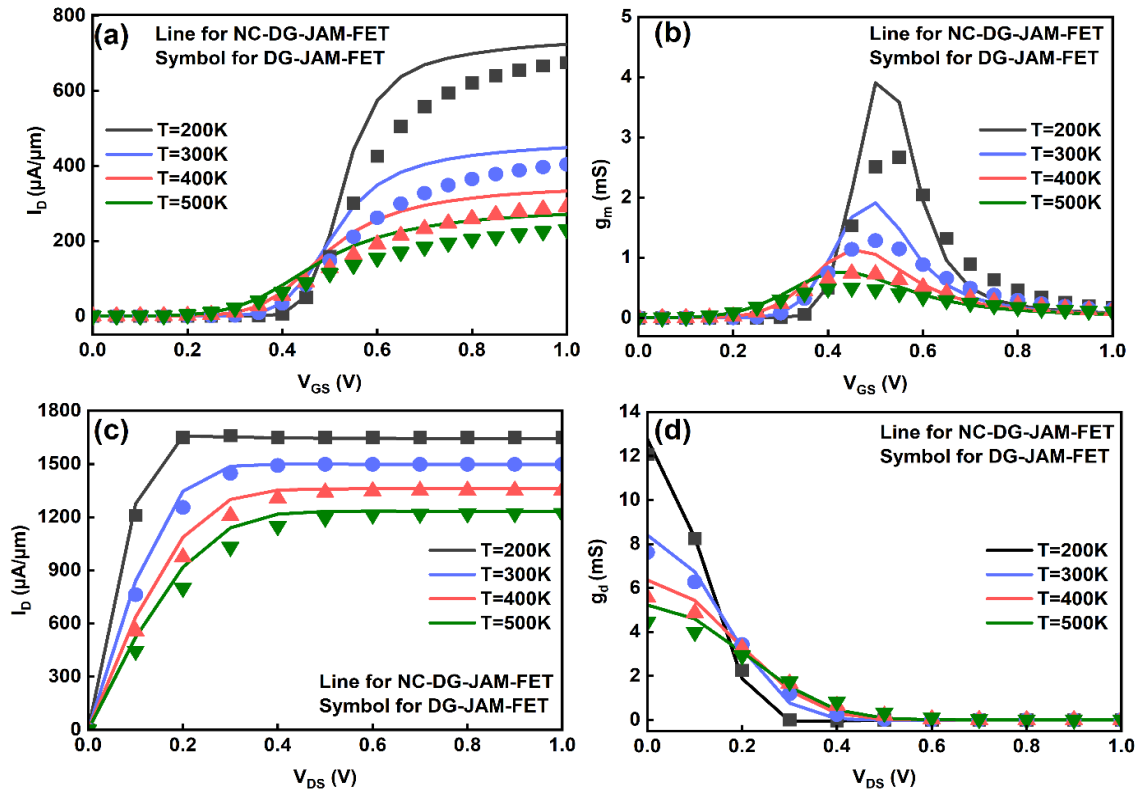 (a)
Line for NC-DG-JAM-FET
Symbol for DG-JAM-FET
T=200K
T=300K
T=400K
T=500K
I_D (μA/μm)
800
600
400
200
0
0.0 0.2 0.4 0.6 0.8 1.0
V_GS (V)
(b)
Line for NC-DG-JAM-FET
Symbol for DG-JAM-FET
T=200K
T=300K
T=400K
T=500K
g_m (mS)
5
4
3
2
1
0
0.0 0.2 0.4 0.6 0.8 1.0
V_GS (V)
(c)
T=200K
T=300K
T=400K
T=500K
Line for NC-DG-JAM-FET
Symbol for DG-JAM-FET
I_D (μA/μm)
1800
1500
1200
900
600
300
0
0.0 0.2 0.4 0.6 0.8 1.0
V_DS (V)
(d)
Line for NC-DG-JAM-FET
Symbol for DG-JAM-FET
T=200K
T=300K
T=400K
T=500K
g_d (mS)
14
12
10
8
6
4
2
0
0.0 0.2 0.4 0.6 0.8 1.0
V_DS (V)